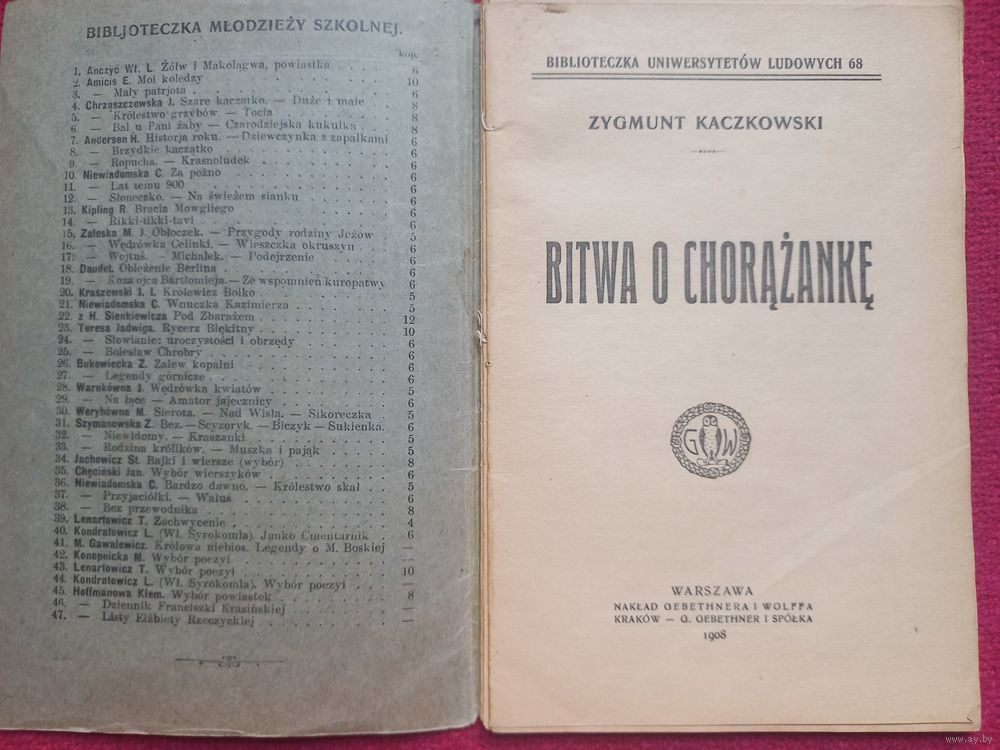 BIBLJOTECZKA MŁODZIEŻY SZKOLNEJ.
kop.
1. Anczyc Wł. L. Żółw i Makolągwa, powiastka . . . 6
2. Amicis E. Moi koledzy . . . 10
3. — Mały patrjota . . . 6
4. Chrząszczewska J. Szare kaczątko. — Duże i małe 8
5. — Królestwo grzybów. — Tocia . . . 8
6. — Bal u Pani żaby — Czarodziejska kukułka . 8
7. Andersen H. Historja roku. — Dziewczynka z zapałkami 6
8. — Brzydkie kaczątko . . . 6
9. — Ropucha. — Krasnoludek . . . 6
10. Niewiadomska C. Za późno . . . 6
11. — Lat temu 900 . . . 6
12. — Słoneczko. — Na świeżem sianku . . . 6
13. Kipling R. Bracia Mowgliego . . . 6
14. — Rikki-tikki-tavi . . . 6
15. Zaleska M. J. Obłoczek. — Przygody rodziny Jeżów . 5
16. — Wędrówka Celinki. — Wieszczka okruszyn . . 6
17. — Wojtuś. — Michałek. — Podejrzenie . . . 6
18. Daudet. Oblężenie Berlina . . . 6
19. — Koza ojca Bartłomieja. — Ze wspomnień kuropatwy 6
20. Kraszewski J. I. Królewicz Bolko . . . 5
21. Niewiadomska C. Wnuczka Kazimierza . . . 5
22. z H. Sienkiewicza Pod Zbarażem . . . 12
23. Teresa Jadwiga. Rycerz Błękitny . . . 10
24. — Słowianie: uroczystości i obrzędy . . . 6
25. — Bolesław Chrobry . . . 6
26. Bukowiecka Z. Zalew kopalni . . . 6
27. — Legendy górnicze . . . 6
28. Warnkówna J. Wędrówka kwiatów . . . 5
29. — Na łące — Amator jajecznicy . . . 6
30. Weryhówna M. Sierota. — Nad Wisłą. — Sikoreczka . 5
31. Szymanowska Z. Bez. — Scyzoryk. — Biczyk — Sukienka. 6
32. — Niewidomy. — Kraszanki . . . 5
33. — Rodzina królików. — Muszka i pająk . . . 5
34. Jachowicz St. Bajki i wiersze (wybór) . . . 8
35. Chęciński Jan. Wybór wierszyków . . . 6
36. Niewiadomska C. Bardzo dawno. — Królestwo skał . . 5
37. — Przyjaciółki. — Waluś . . . 6
38. — Bez przewodnika . . . 8
39. Lenartowicz T. Zachwycenie . . . 4
40. Kondratowicz L. (Wł. Syrokomla). Janko Cmentarnik . 6
41. M. Gawalewicz. Królowa niebios. Legendy o M. Boskiej —
42. Konopnicka M. Wybór poezyi . . .
43. Lenartowicz T. Wybór poezyi . . . 10
44. Kondratowicz L. (Wł. Syrokomla). Wybór poezyi . . —
45. Hoffmanowa Klem. Wybór powiastek . . . 8
46. — Dziennik Franciszki Krasińskiej . . . —
47. — Listy Elżbiety Rzeczyckiej . . . —
BIBLIOTECZKA UNIWERSYTETÓW LUDOWYCH 68
ZYGMUNT KACZKOWSKI
BITWA O CHORĄŻANKĘ
G W
WARSZAWA
NAKŁAD GEBETHNERA I WOLFFA
KRAKÓW — G. GEBETHNER I SPÓŁKA
1908
www.ay.by